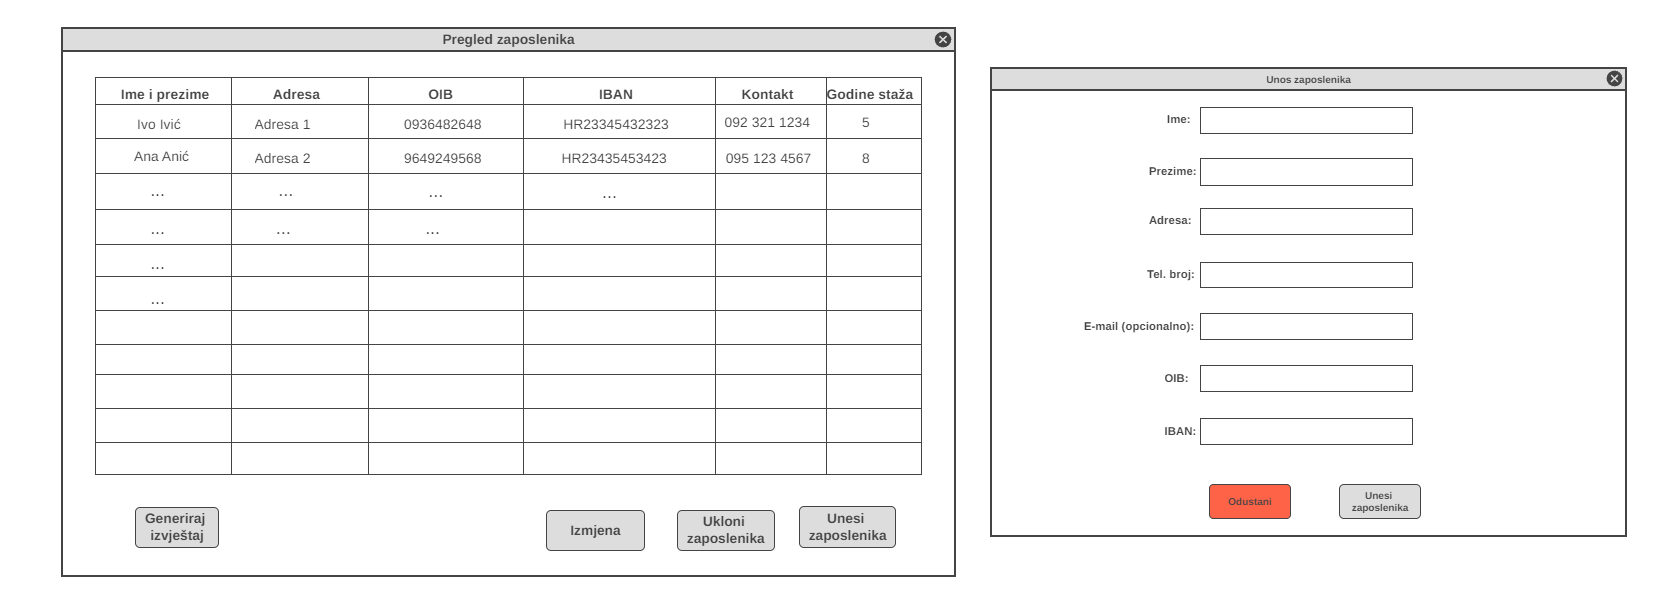 Pregled zaposlenika
Ime i prezime Adresa OIB IBAN Kontakt Godine staža
Ivo Ivić Adresa 1 0936482648 HR23345432323 092 321 1234 5
Ana Anić Adresa 2 9649249568 HR23435453423 095 123 4567 8
... ... ... ...
... ... ...
...
...
Generiraj
izvještaj
Izmjena
Ukloni
zaposlenika
Unesi
zaposlenika
Unos zaposlenika
Ime:
Prezime:
Adresa:
Tel. broj:
E-mail (opcionalno):
OIB:
IBAN:
Odustani
Unesi
zaposlenika